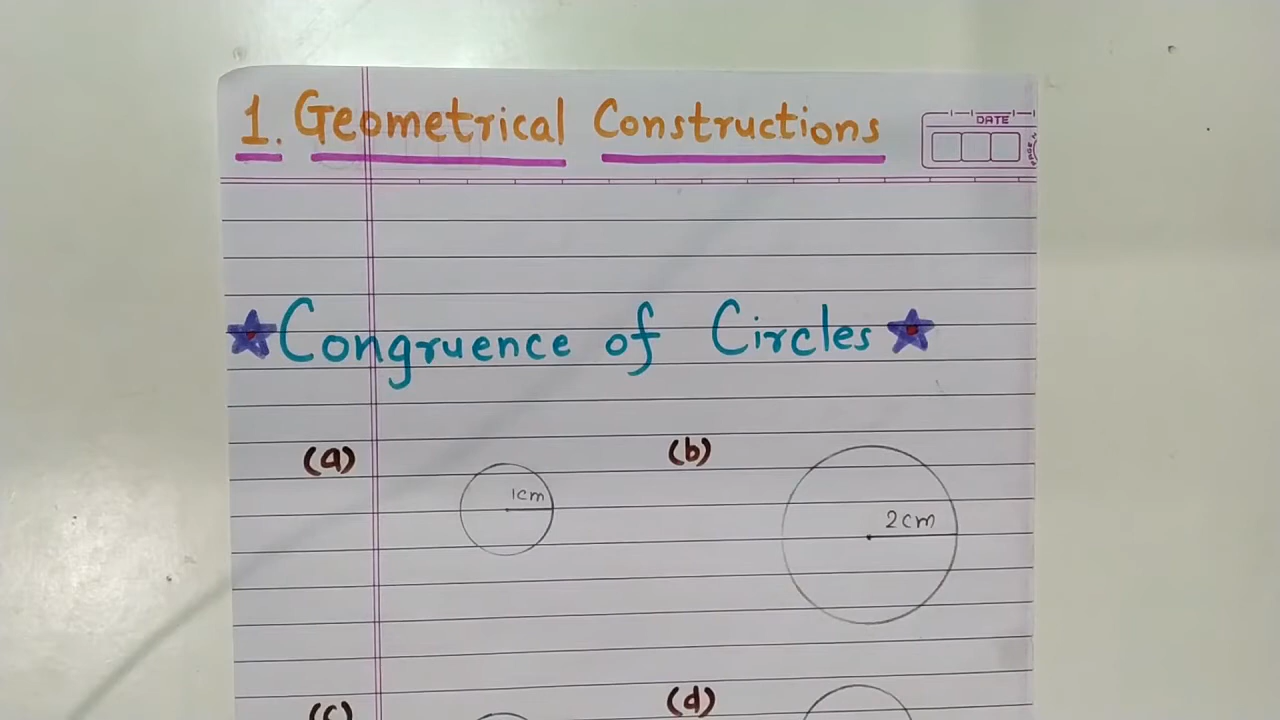 1. Geometrical Constructions
DATE
Congruence of Circles
(a)
(b)
1cm
2cm
(c)
(d)